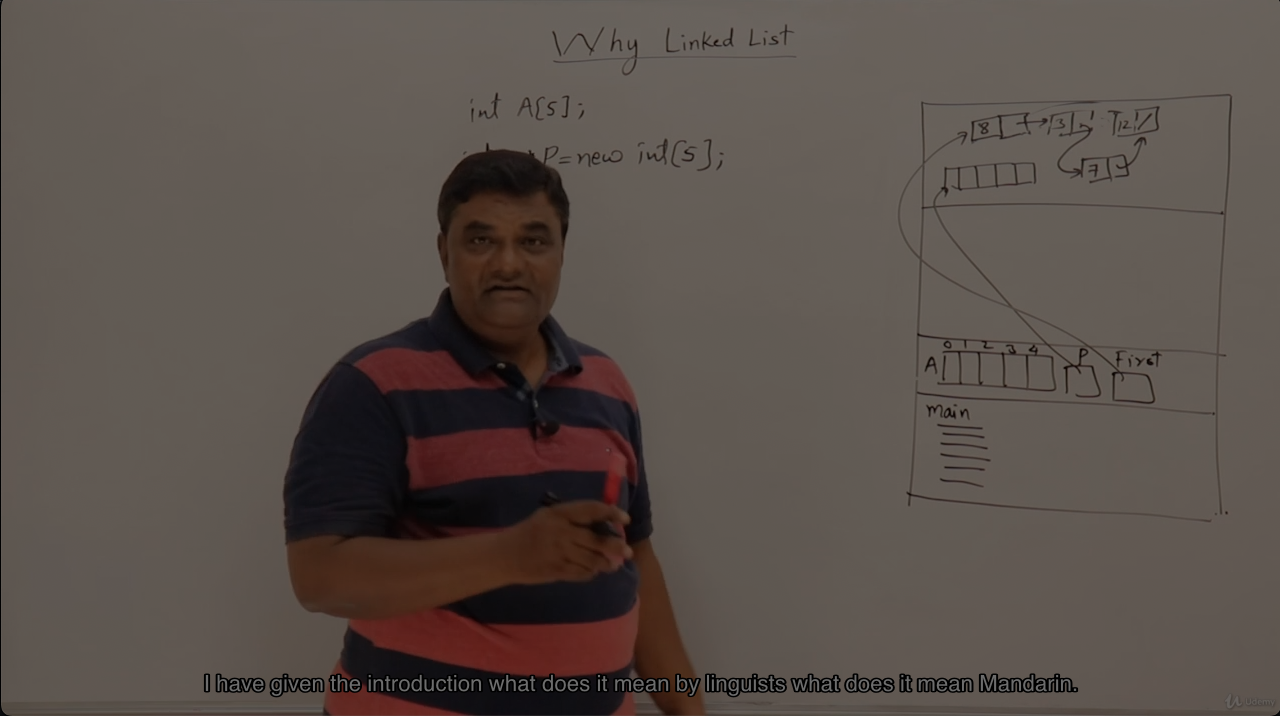 Why Linked List
int A[5];
P=new int[5];
8 3 12
7
0 1 2 3 4
A P First
main
I have given the introduction what does it mean by linguists what does it mean Mandarin.
Udemy